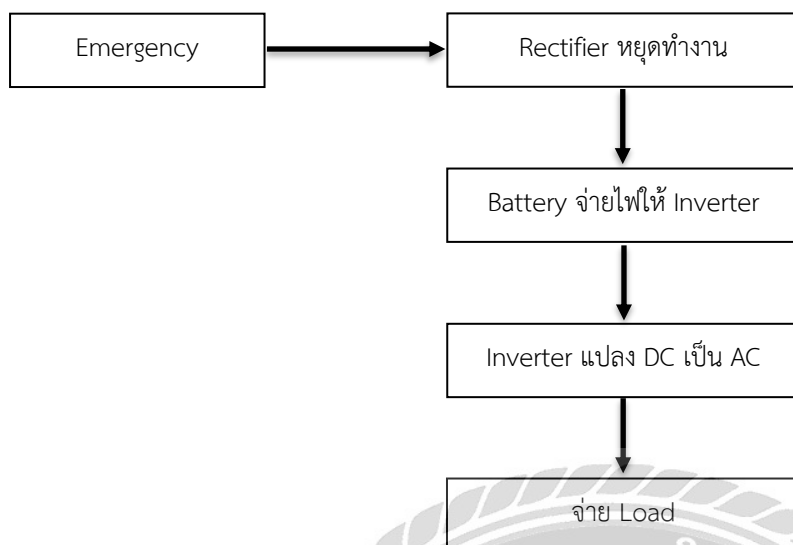 Emergency
Rectifier หยุดทำงาน
Battery จ่ายไฟให้ Inverter
Inverter แปลง DC เป็น AC
จ่าย Load